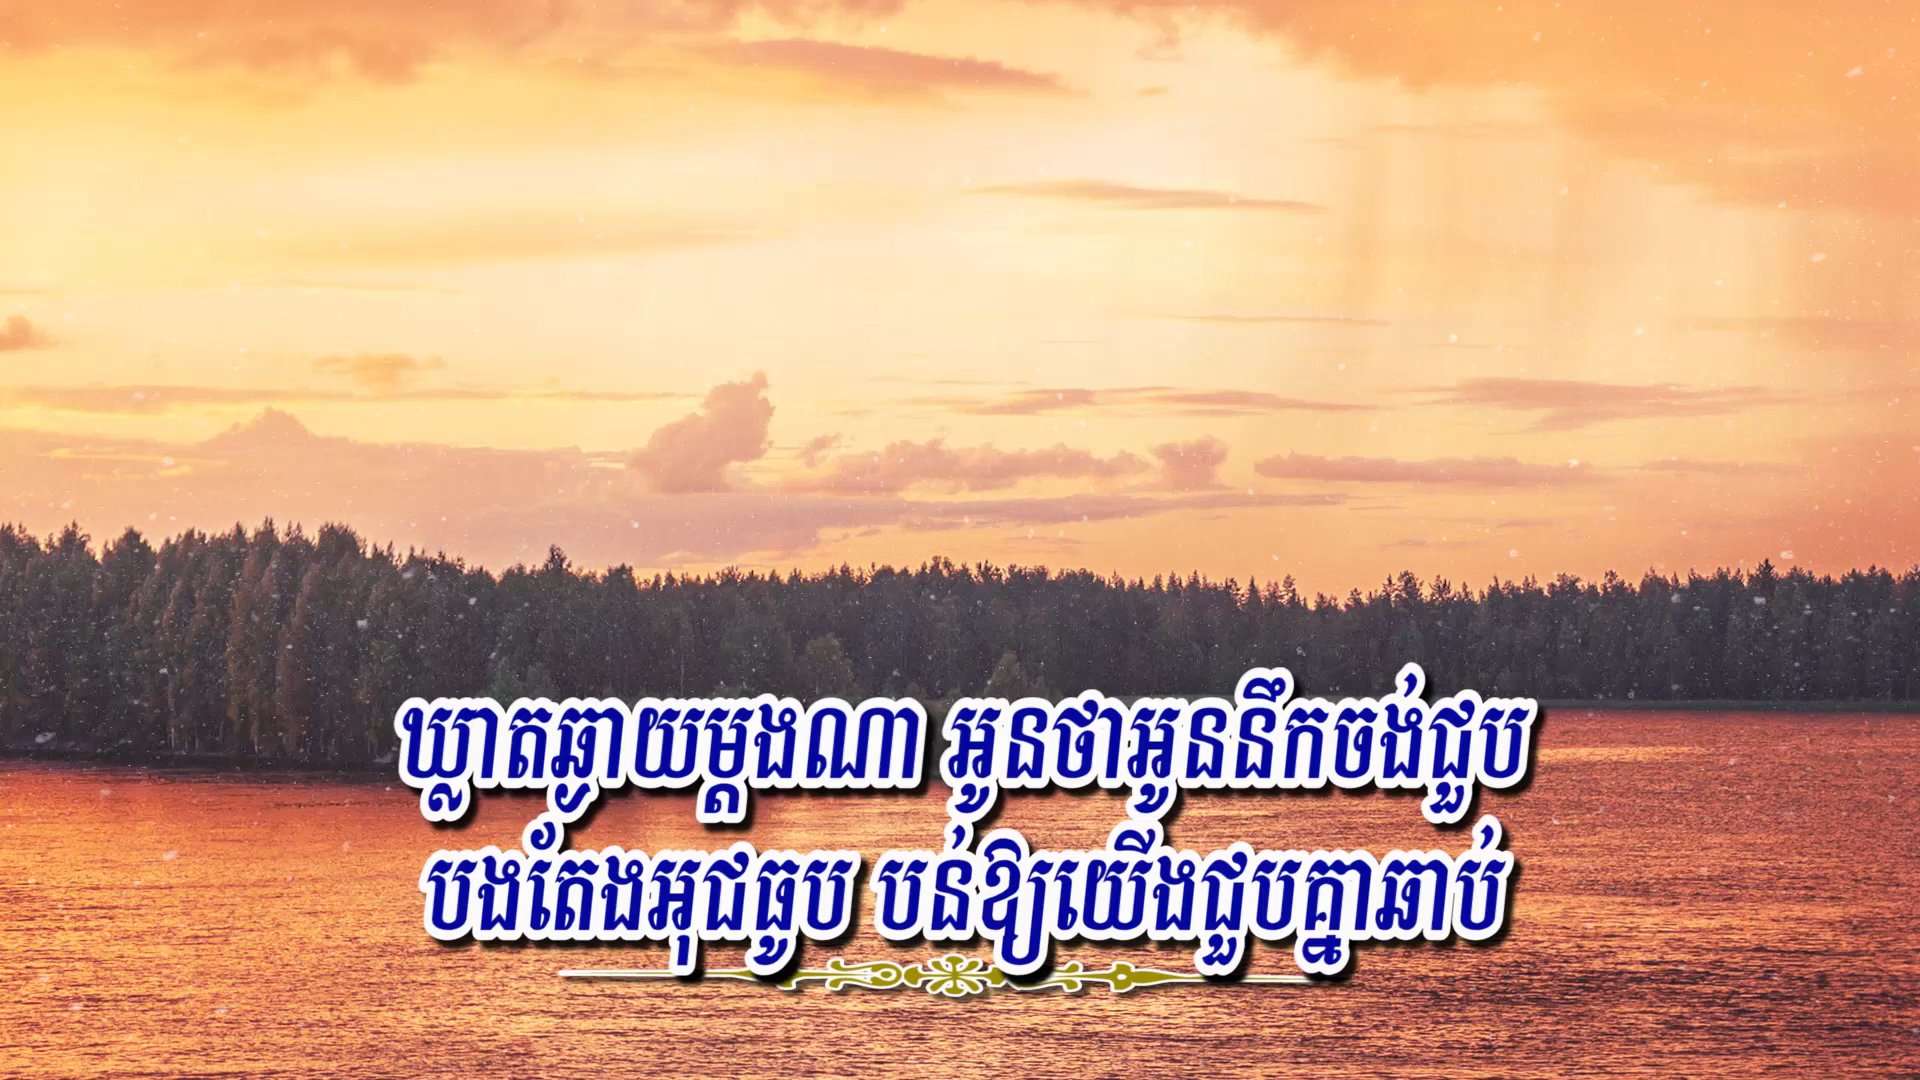 ឃ្លាតឆ្ងាយម្ដងណា អូនថាអូននឹកចង់ជួប
បងតែងអុជធូប បន់ឱ្យយើងជួបគ្នាឆាប់